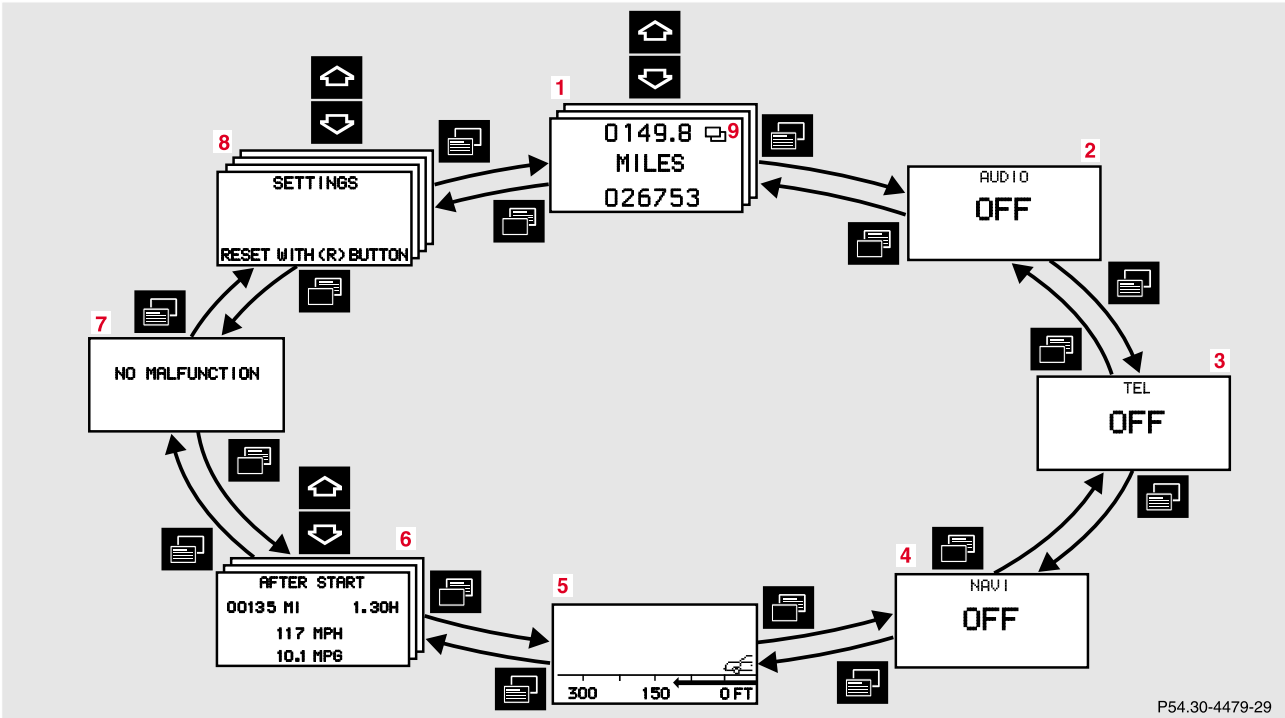 1
0149.8 9
MILES
026753
2
AUDIO
OFF
3
TEL
OFF
4
NAVI
OFF
5
300 150 0 FT
6
AFTER START
00135 MI 1.30H
117 MPH
10.1 MPG
7
NO MALFUNCTION
8
SETTINGS
RESET WITH (R) BUTTON
P54.30-4479-29